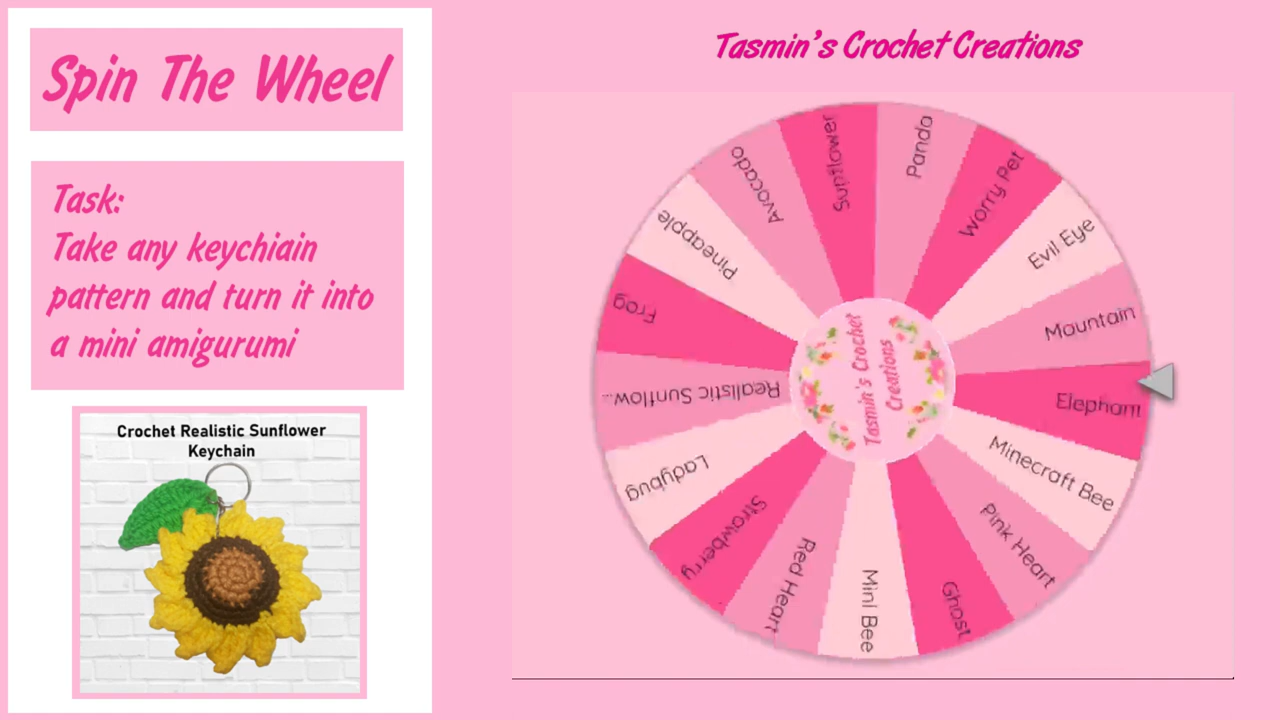 Spin The Wheel
Task:
Take any keychiain
pattern and turn it into
a mini amigurumi
Crochet Realistic Sunflower
Keychain
Tasmin's Crochet Creations
Sunflower
Panda
Worry Pet
Evil Eye
Mountain
Elephant
Minecraft Bee
Pink Heart
Ghost
Mini Bee
Red Heart
Strawberry
Ladybug
Realistic Sunflow...
Frog
Pineapple
Avocado
Tasmin's Crochet
Creations